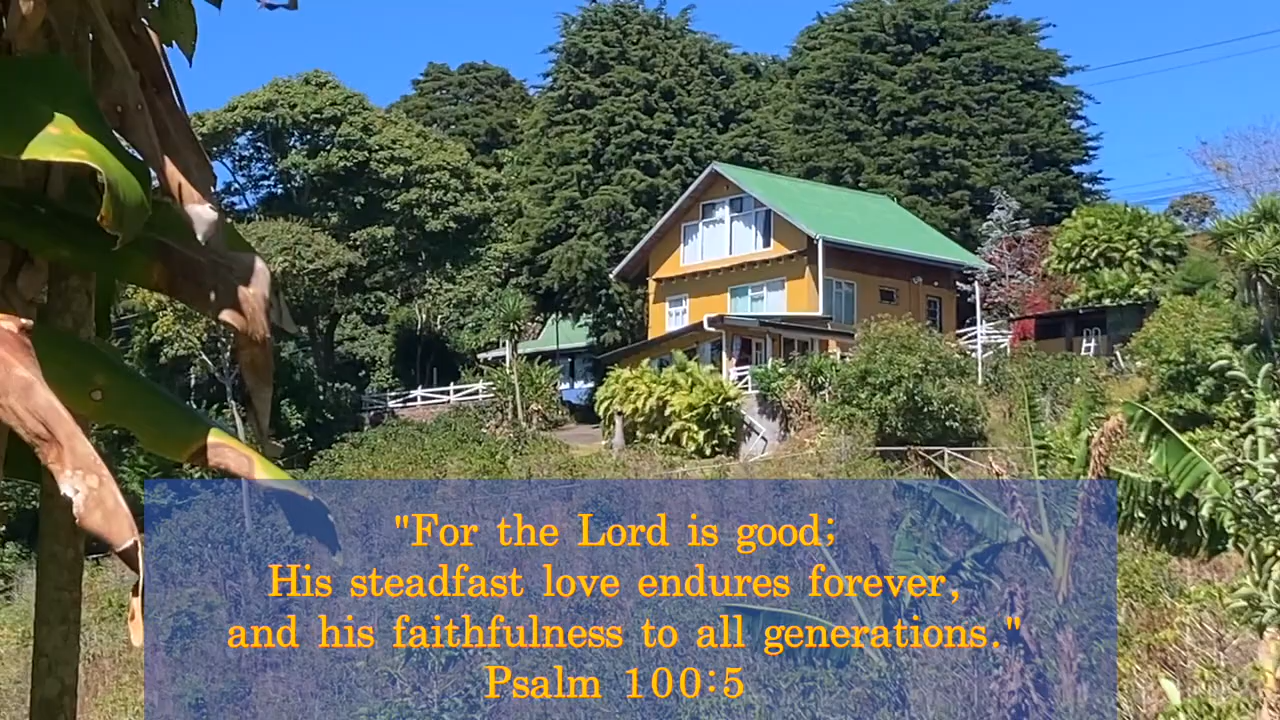 "For the Lord is good;
His steadfast love endures forever,
and his faithfulness to all generations."
Psalm 100:5